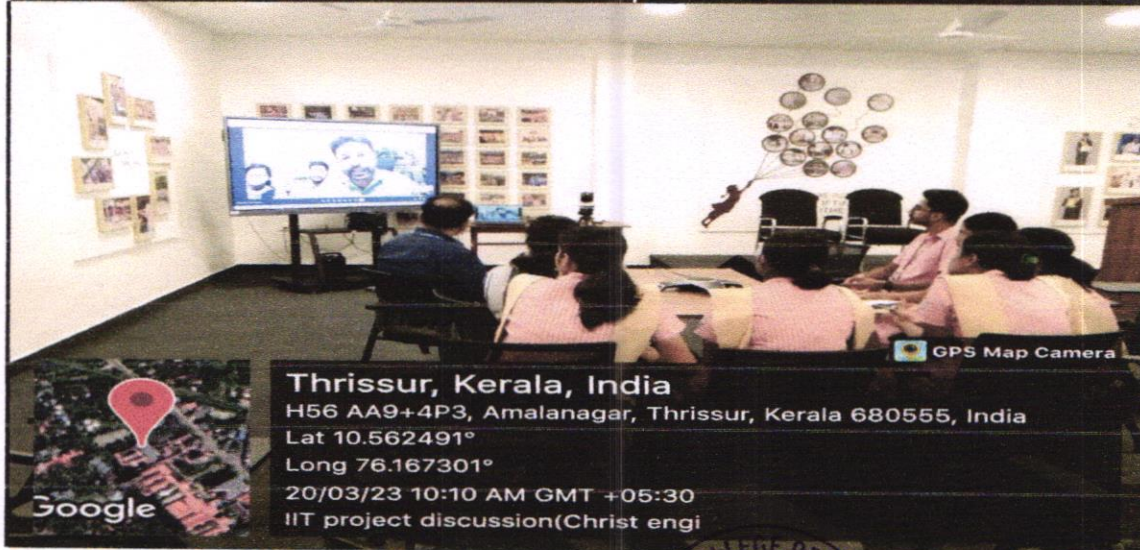 GPS Map Camera
Thrissur, Kerala, India
H56 AA9+4P3, Amalanagar, Thrissur, Kerala 680555, India
Lat 10.562491°
Long 76.167301°
20/03/23 10:10 AM GMT +05:30
IIT project discussion(Christ engi
Google